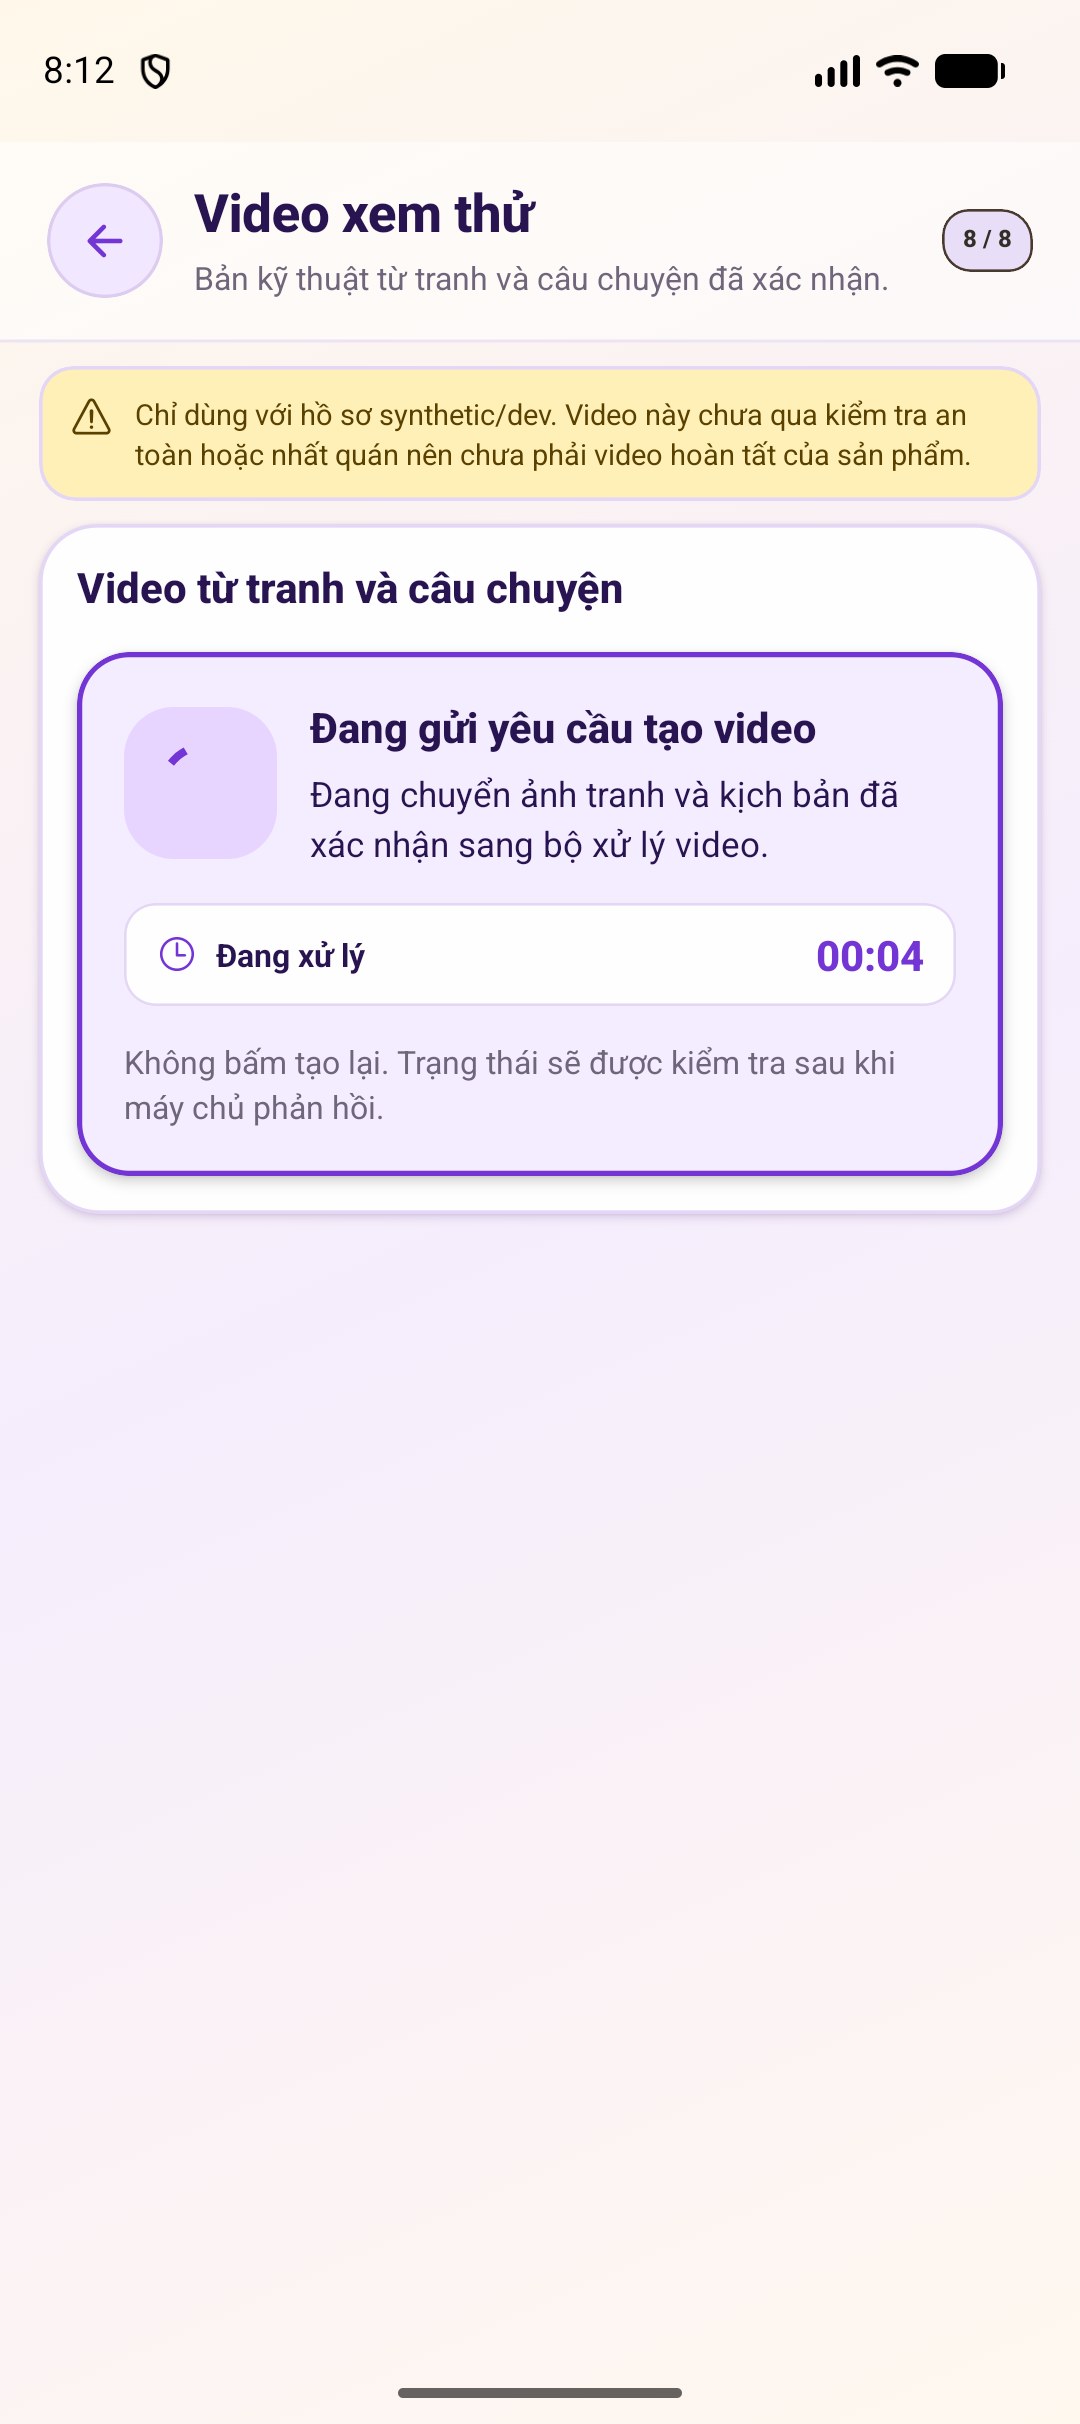 8:12
Video xem thử
Bản kỹ thuật từ tranh và câu chuyện đã xác nhận.
8 / 8
Chỉ dùng với hồ sơ synthetic/dev. Video này chưa qua kiểm tra an
toàn hoặc nhất quán nên chưa phải video hoàn tất của sản phẩm.
Video từ tranh và câu chuyện
Đang gửi yêu cầu tạo video
Đang chuyển ảnh tranh và kịch bản đã
xác nhận sang bộ xử lý video.
Đang xử lý
00:04
Không bấm tạo lại. Trạng thái sẽ được kiểm tra sau khi
máy chủ phản hồi.